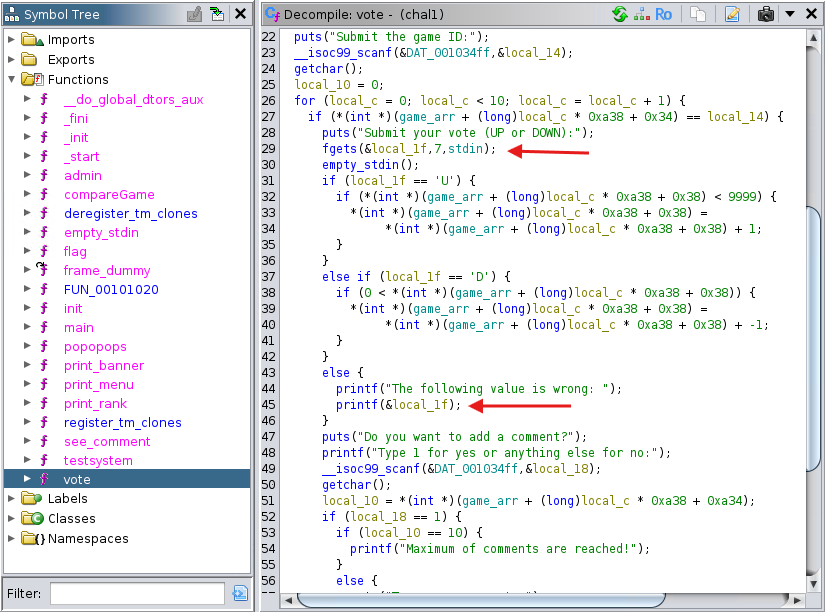 Symbol Tree
Imports
Exports
Functions
__do_global_dtors_aux
_fini
_init
_start
admin
compareGame
deregister_tm_clones
empty_stdin
flag
frame_dummy
FUN_00101020
init
main
popopops
print_banner
print_menu
print_rank
register_tm_clones
see_comment
testsystem
vote
Labels
Classes
Namespaces
Filter:
Decompile: vote - (chal1)
Ro
22 puts("Submit the game ID:");
23 __isoc99_scanf(&DAT_001034ff,&local_14);
24 getchar();
25 local_10 = 0;
26 for (local_c = 0; local_c < 10; local_c = local_c + 1) {
27 if (*(int *)(game_arr + (long)local_c * 0xa38 + 0x34) == local_14) {
28 puts("Submit your vote (UP or DOWN):");
29 fgets(&local_1f,7,stdin);
30 empty_stdin();
31 if (local_1f == 'U') {
32 if (*(int *)(game_arr + (long)local_c * 0xa38 + 0x38) < 9999) {
33 *(int *)(game_arr + (long)local_c * 0xa38 + 0x38) =
34 *(int *)(game_arr + (long)local_c * 0xa38 + 0x38) + 1;
35 }
36 }
37 else if (local_1f == 'D') {
38 if (0 < *(int *)(game_arr + (long)local_c * 0xa38 + 0x38)) {
39 *(int *)(game_arr + (long)local_c * 0xa38 + 0x38) =
40 *(int *)(game_arr + (long)local_c * 0xa38 + 0x38) + -1;
41 }
42 }
43 else {
44 printf("The following value is wrong: ");
45 printf(&local_1f);
46 }
47 puts("Do you want to add a comment?");
48 printf("Type 1 for yes or anything else for no:");
49 __isoc99_scanf(&DAT_001034ff,&local_18);
50 getchar();
51 local_10 = *(int *)(game_arr + (long)local_c * 0xa38 + 0xa34);
52 if (local_18 == 1) {
53 if (local_10 == 10) {
54 printf("Maximum of comments are reached!");
55 }
56 else {